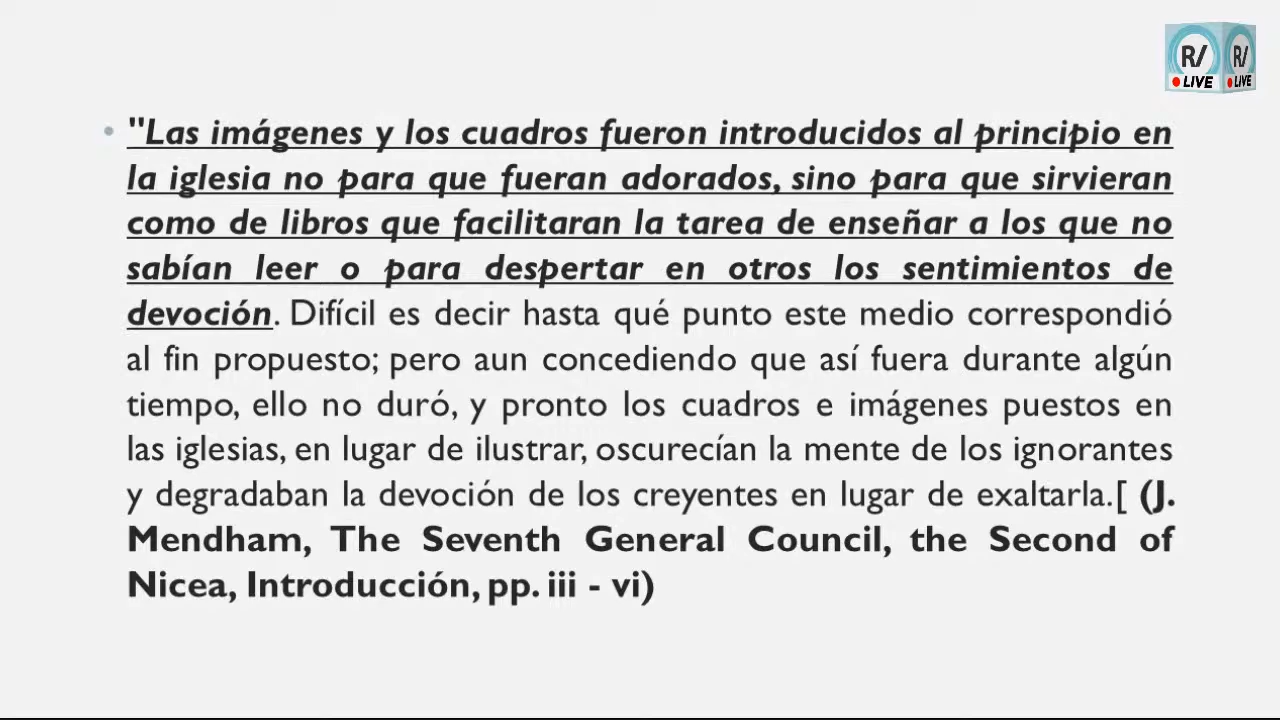 R/
LIVE
R/
LIVE
• "Las imágenes y los cuadros fueron introducidos al principio en
la iglesia no para que fueran adorados, sino para que sirvieran
como de libros que facilitaran la tarea de enseñar a los que no
sabían leer o para despertar en otros los sentimientos de
devoción. Difícil es decir hasta qué punto este medio correspondió
al fin propuesto; pero aun concediendo que así fuera durante algún
tiempo, ello no duró, y pronto los cuadros e imágenes puestos en
las iglesias, en lugar de ilustrar, oscurecían la mente de los ignorantes
y degradaban la devoción de los creyentes en lugar de exaltarla.[ (J.
Mendham, The Seventh General Council, the Second of
Nicea, Introducción, pp. iii - vi)